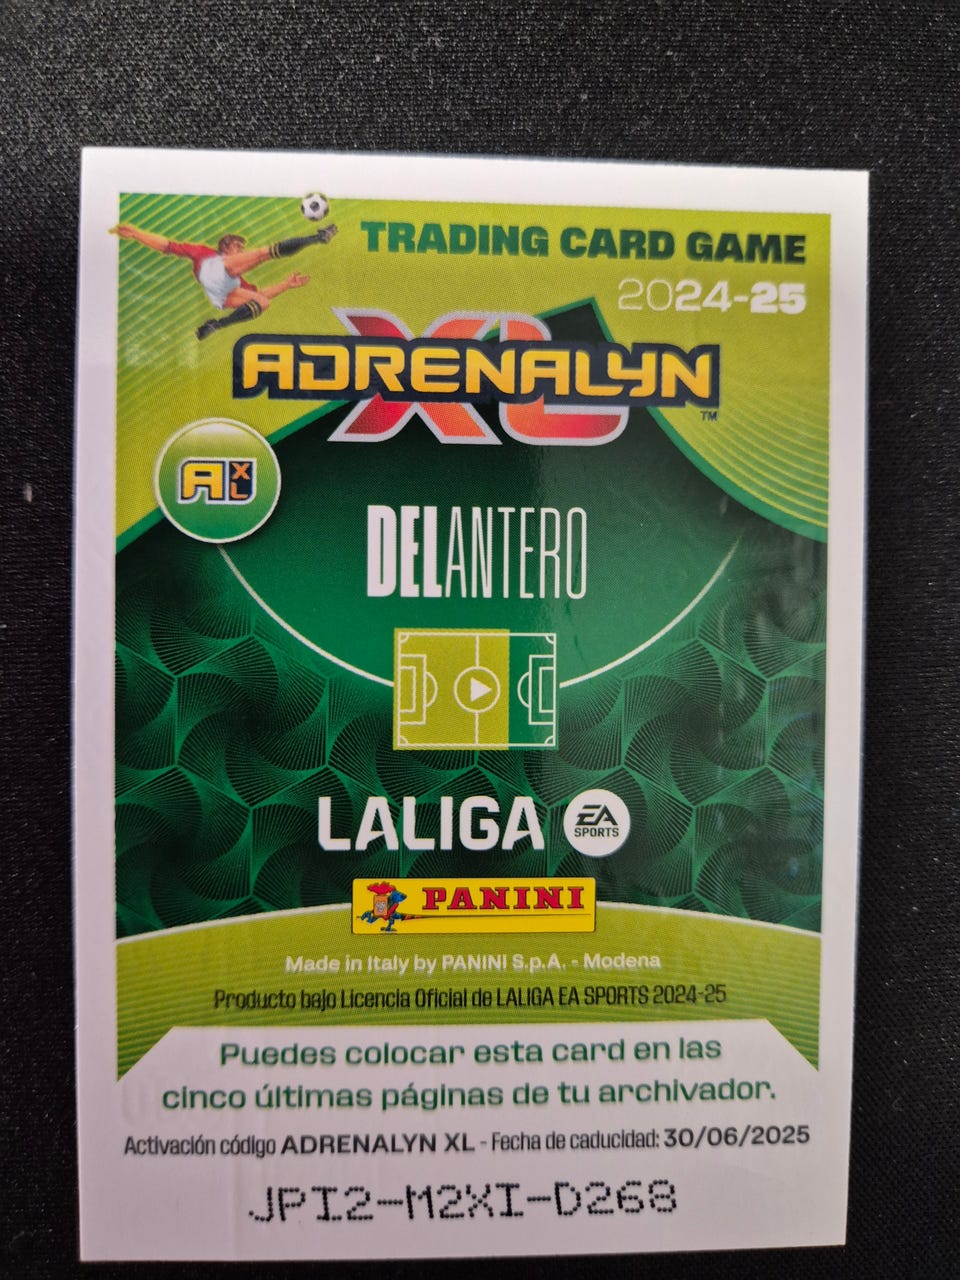 TRADING CARD GAME
2024-25
XL
ADRENALYN
TM
A XL
DELANTERO
LALIGA
EA
SPORTS
PANINI
Made in Italy by PANINI S.p.A. - Modena
Producto bajo Licencia Oficial de LALIGA EA SPORTS 2024-25
Puedes colocar esta card en las
cinco últimas páginas de tu archivador.
Activación código ADRENALYN XL - Fecha de caducidad: 30/06/2025
JPI2-M2XI-D268